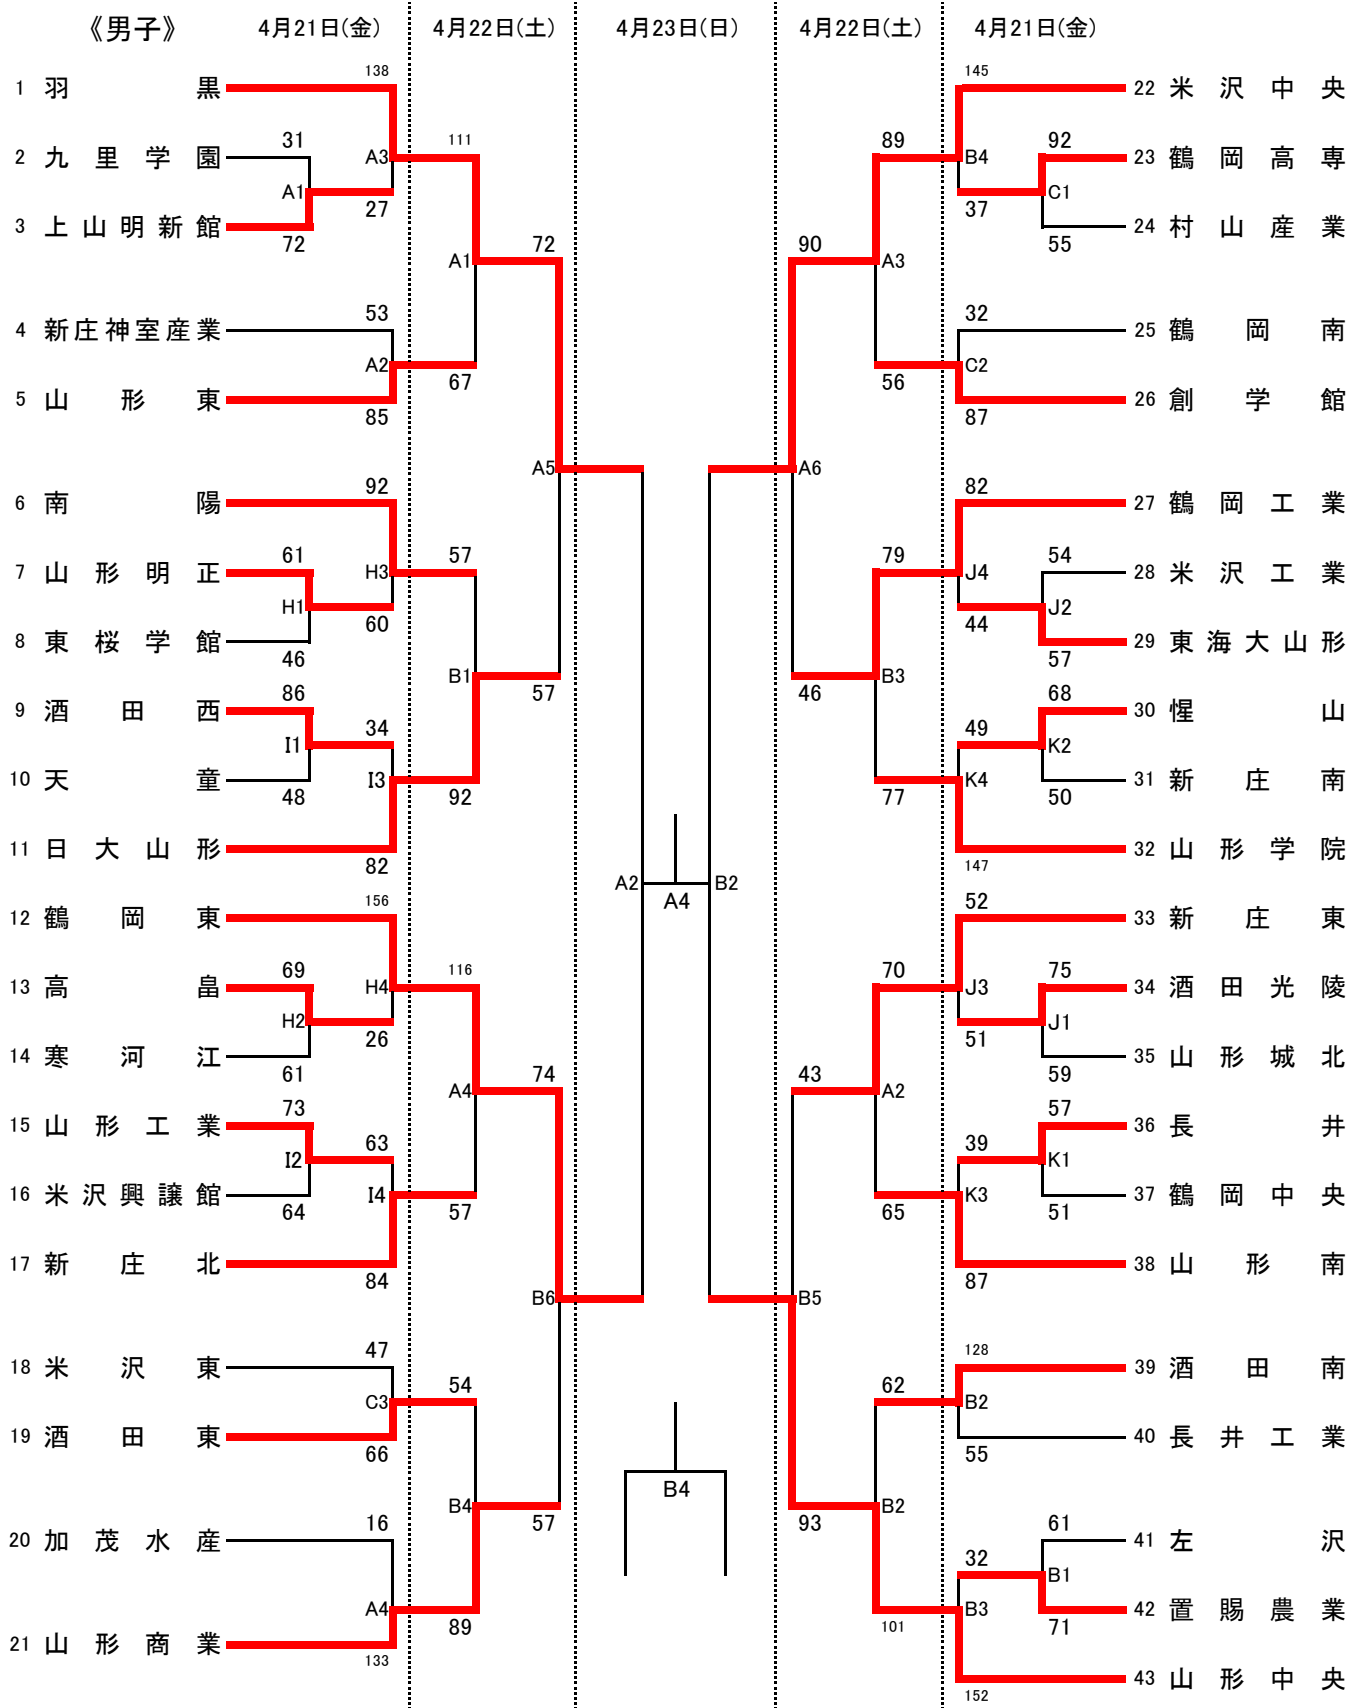 《男子》 4月21日(金) 4月22日(土) 4月23日(日) 4月22日(土) 4月21日(金)
138 145
1 羽黒 22 米沢中央
31 111 89 92
2 九里学園 A3 B4 23 鶴岡高専
A1 27 37 C1
3 上山明新館 24 村山産業
72 72 90 55
A1 A3
53 32
4 新庄神室産業 25 鶴岡南
A2 67 56 C2
5 山形東 26 創学館
85 87
A5 A6
92 82
6 南陽 27 鶴岡工業
61 57 79 54
7 山形明正 H3 J4 28 米沢工業
H1 60 44 J2
8 東桜学館 29 東海大山形
46 B1 46 B3 57
86 57 68
9 酒田西 34 49 30 惺山
I1 K2
10 天童 I3 K4 31 新庄南
48 92 77 50
11 日大山形 32 山形学院
82 147
A2 A4 B2
156 52
12 鶴岡東 33 新庄東
69 116 70 75
13 高畠 H4 J3 34 酒田光陵
H2 26 51 J1
14 寒河江 35 山形城北
61 74 43 59
73 A4 A2 57
15 山形工業 63 39 36 長井
I2 K1
16 米沢興譲館 I4 K3 37 鶴岡中央
64 57 65 51
17 新庄北 38 山形南
84 87
B6 B5
47 128
18 米沢東 39 酒田南
54 62
C3 B2
19 酒田東 40 長井工業
66 55
B4
B4 B2
16 57 93 61
20 加茂水産 41 左沢
32 B1
A4 B3 42 置賜農業
89 101 71
21 山形商業
133 43 山形中央
152